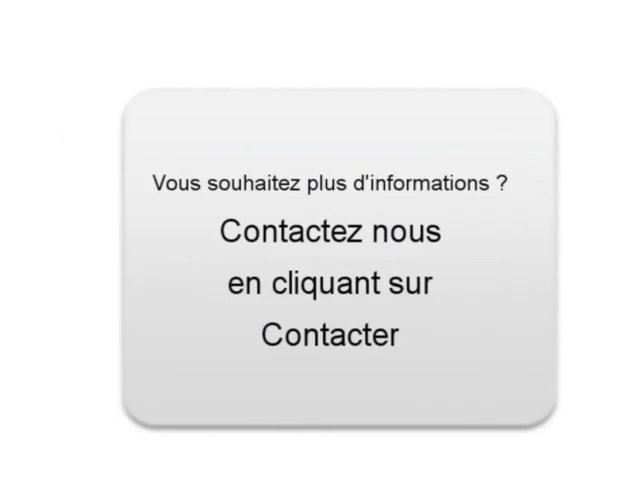 Vous souhaitez plus d'informations ?
Contactez nous
en cliquant sur
Contacter